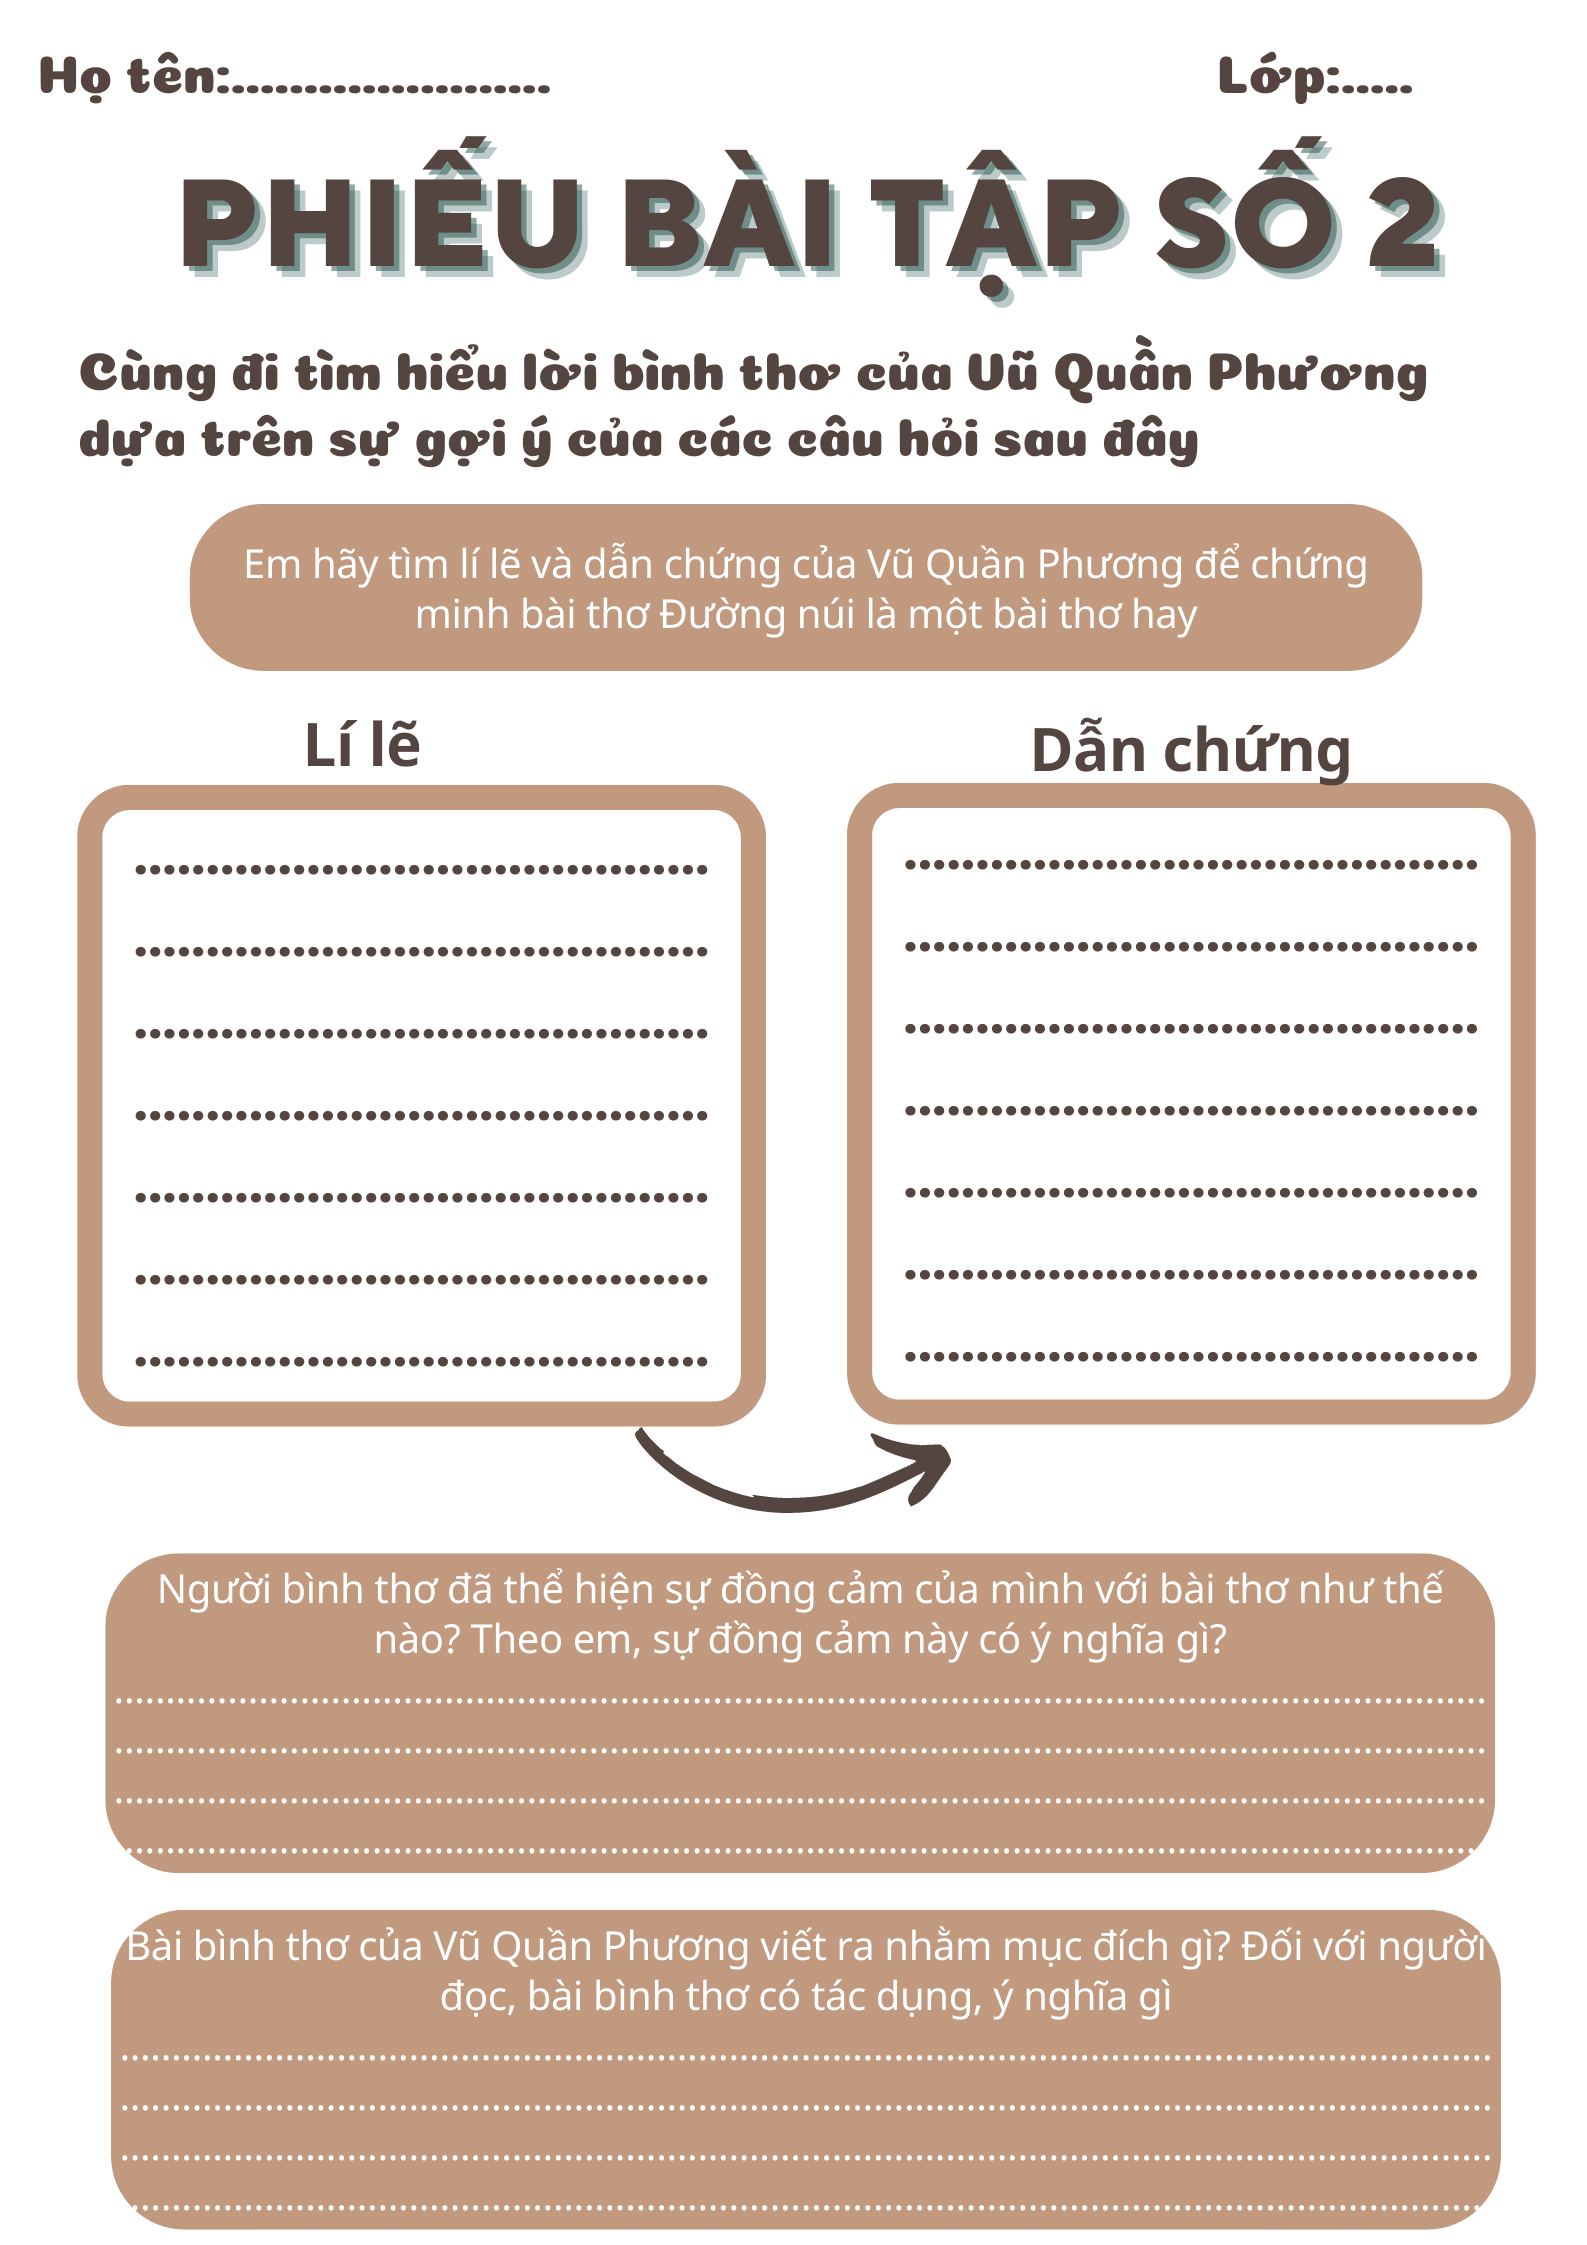 Họ tên:......................
Lớp:.....
PHIẾU BÀI TẬP SỐ 2
Cùng đi tìm hiểu lời bình thơ của Vũ Quần Phương
dựa trên sự gợi ý của các câu hỏi sau đây
Em hãy tìm lí lẽ và dẫn chứng của Vũ Quần Phương để chứng
minh bài thơ Đường núi là một bài thơ hay
Lí lẽ
Dẫn chứng
Người bình thơ đã thể hiện sự đồng cảm của mình với bài thơ như thế
nào? Theo em, sự đồng cảm này có ý nghĩa gì?
Bài bình thơ của Vũ Quần Phương viết ra nhằm mục đích gì? Đối với người
đọc, bài bình thơ có tác dụng, ý nghĩa gì